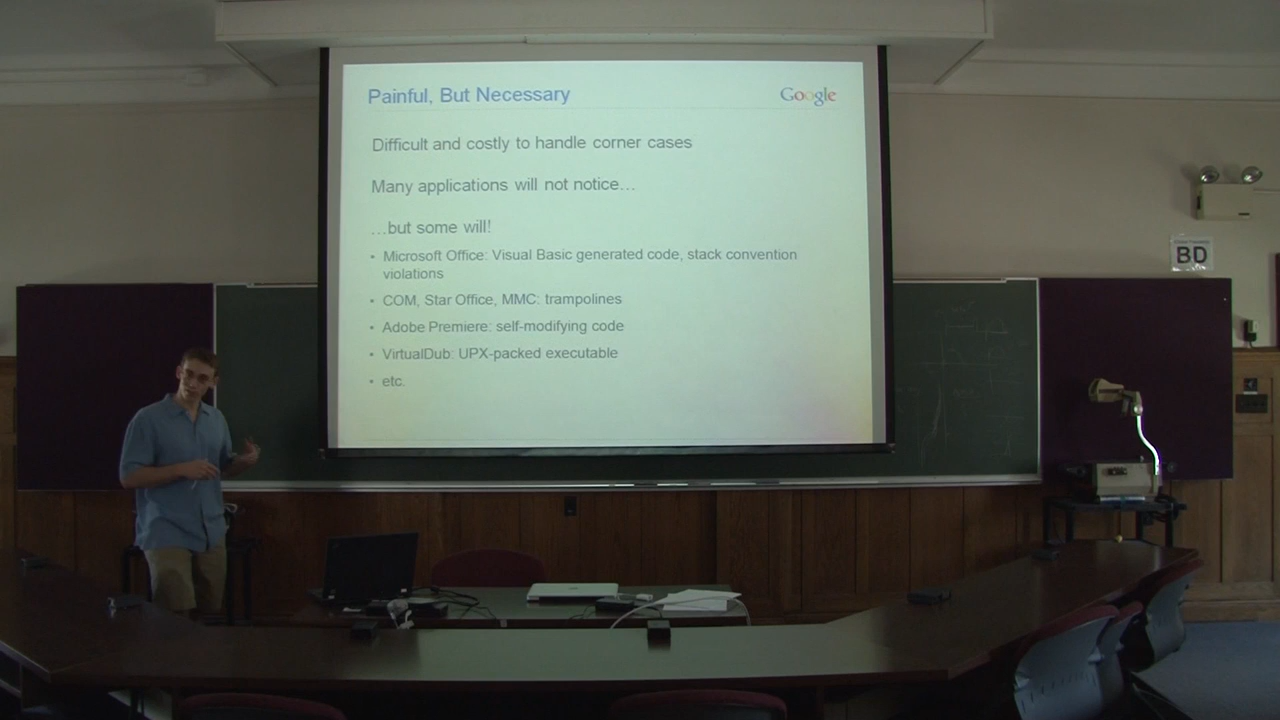 Painful, But Necessary
Google
Difficult and costly to handle corner cases
Many applications will not notice…
…but some will!
• Microsoft Office: Visual Basic generated code, stack convention
violations
• COM, Star Office, MMC: trampolines
• Adobe Premiere: self-modifying code
• VirtualDub: UPX-packed executable
• etc.
BD